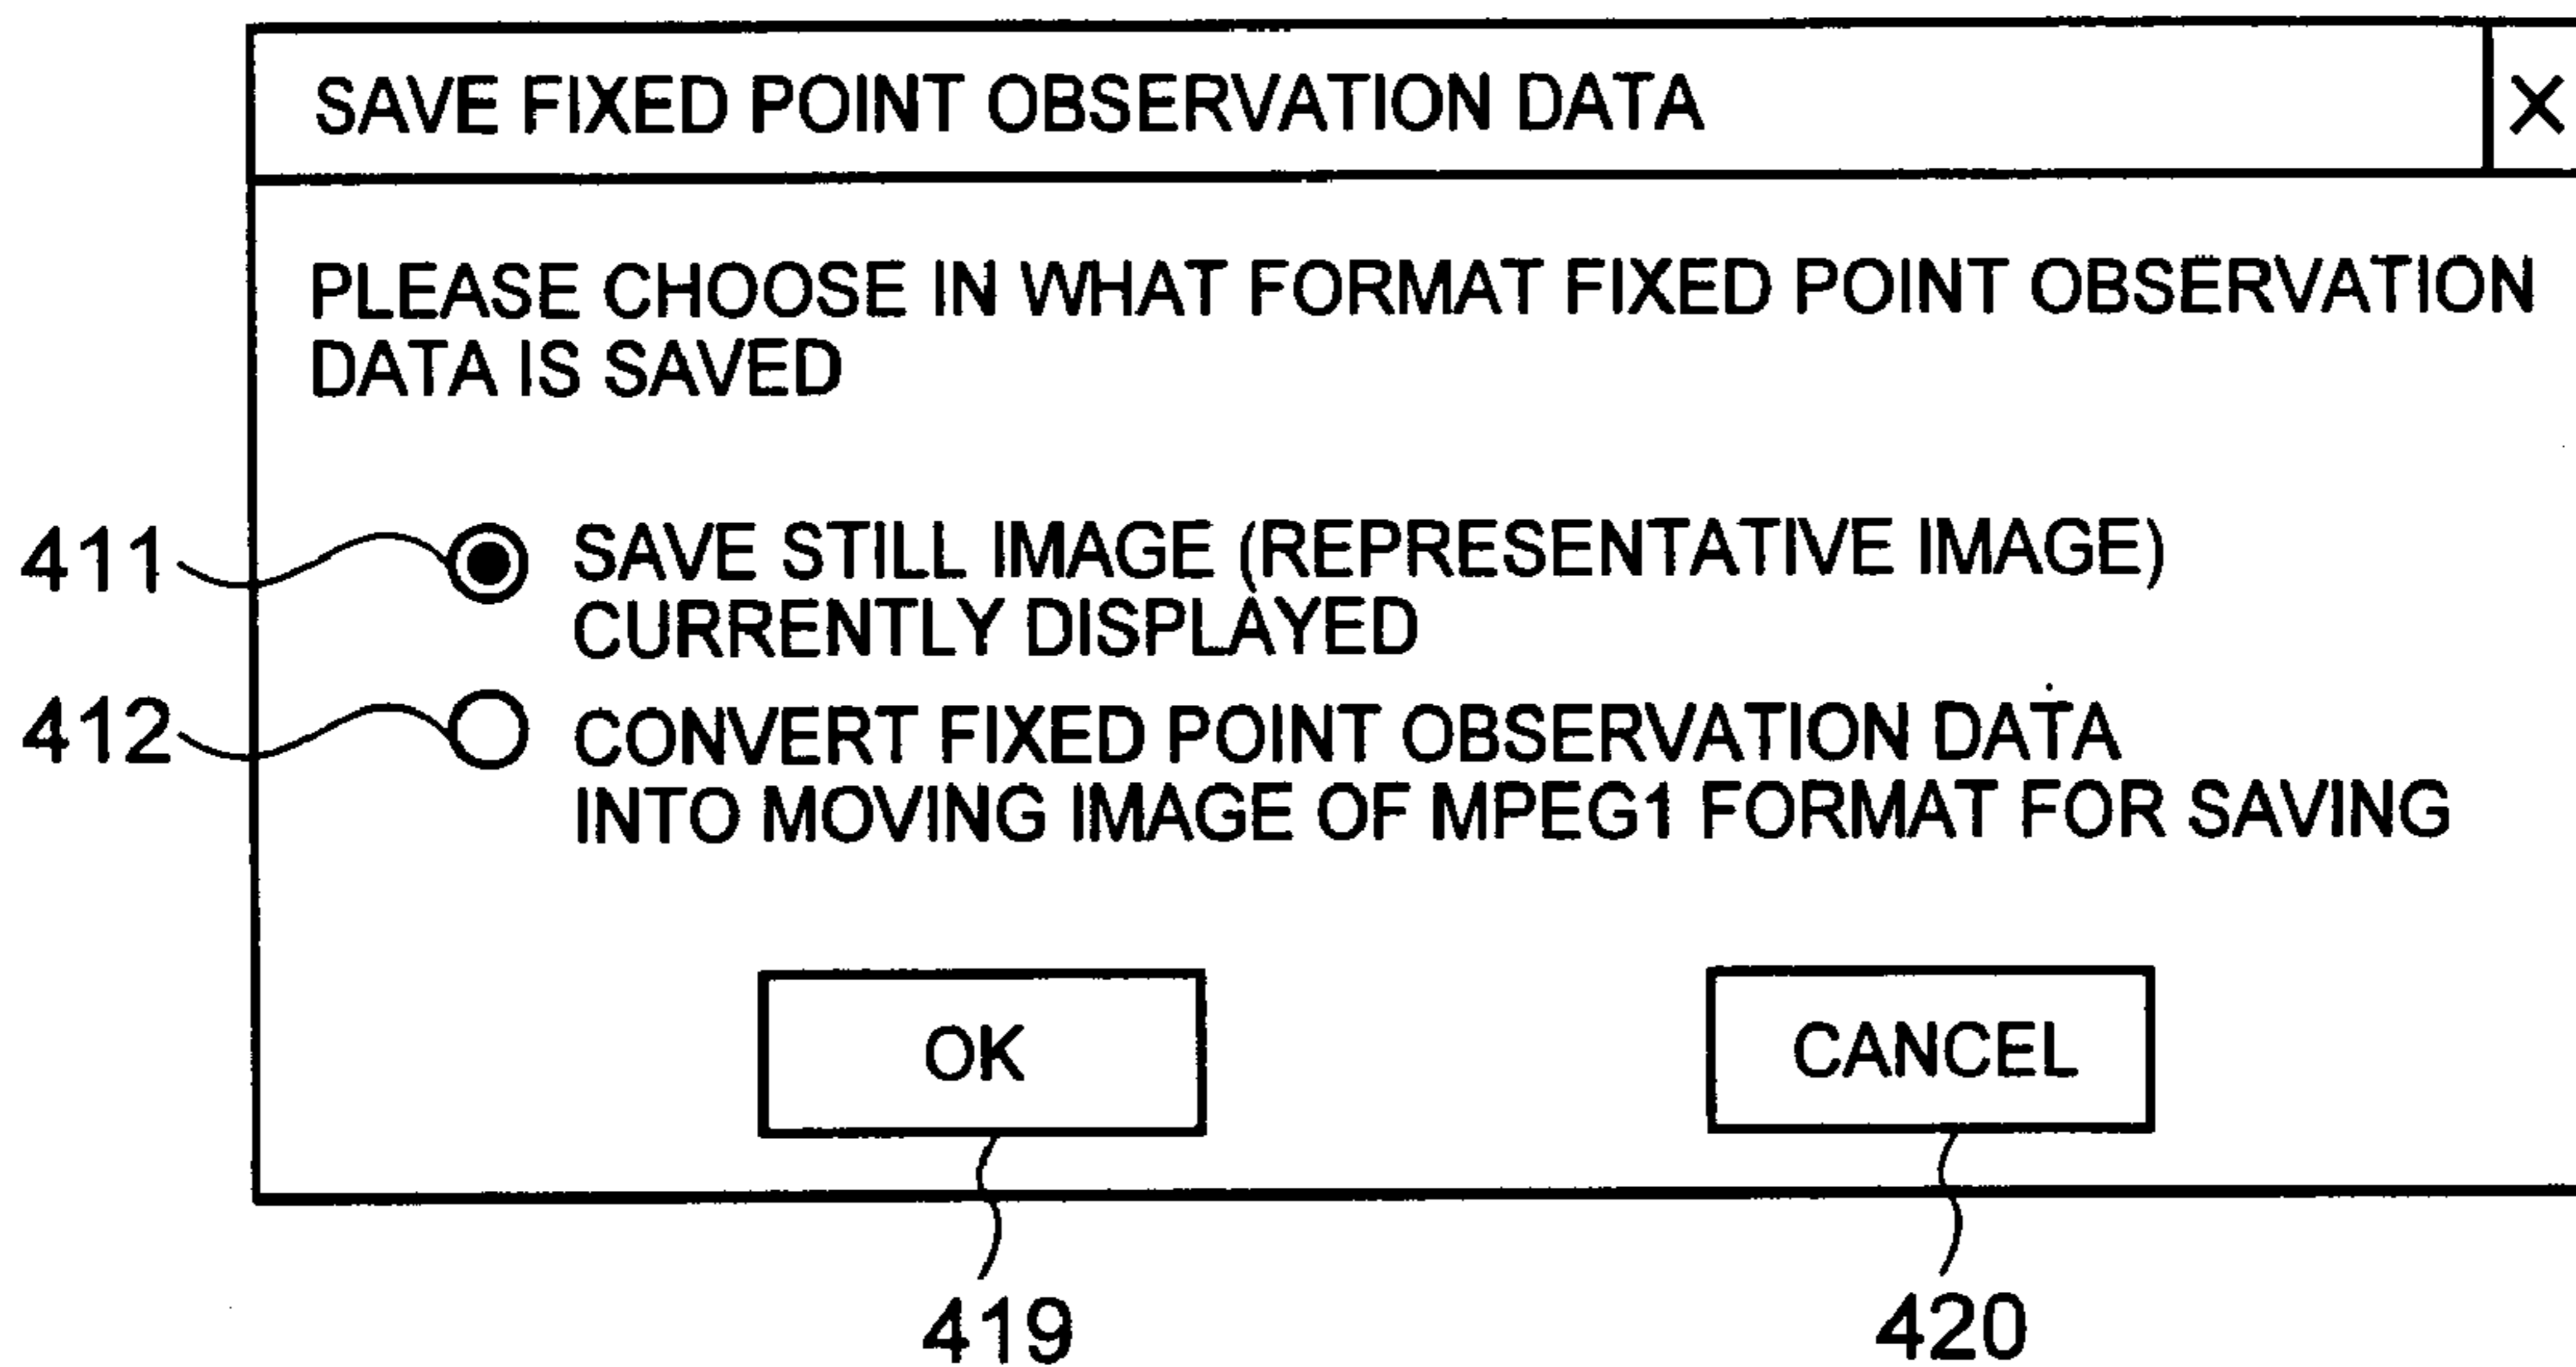 SAVE FIXED POINT OBSERVATION DATA X
PLEASE CHOOSE IN WHAT FORMAT FIXED POINT OBSERVATION
DATA IS SAVED
411 SAVE STILL IMAGE (REPRESENTATIVE IMAGE)
CURRENTLY DISPLAYED
412 CONVERT FIXED POINT OBSERVATION DATA
INTO MOVING IMAGE OF MPEG1 FORMAT FOR SAVING
OK CANCEL
419 420